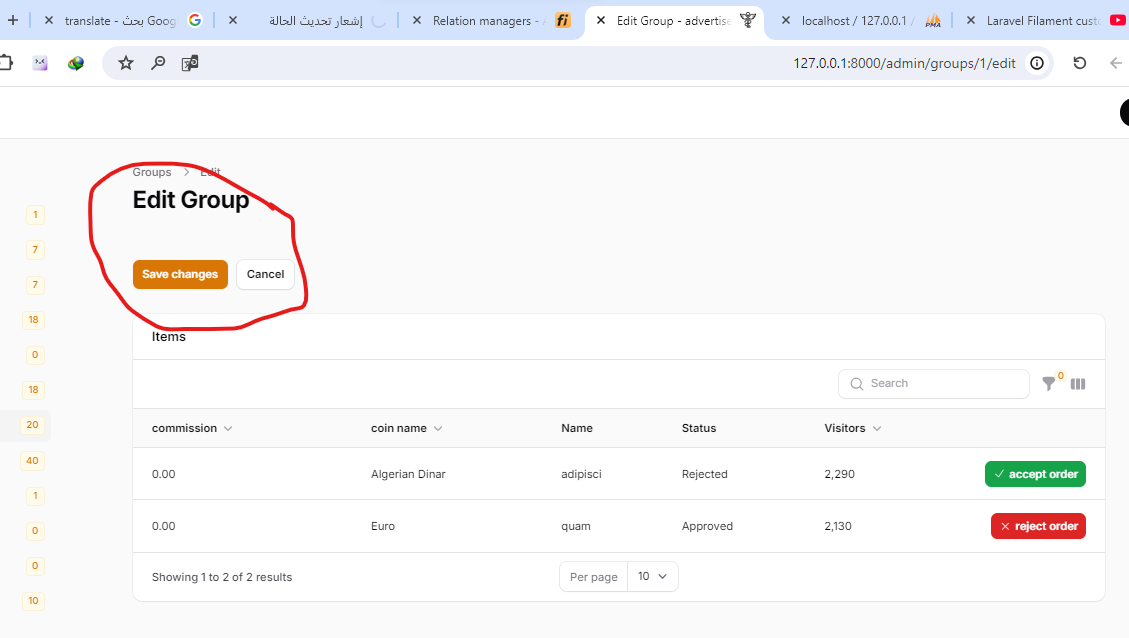 translate - بحث Goog
إشعار تحديث الحالة
Relation managers -
Edit Group - advertise
localhost / 127.0.0.1 /
PMA
Laravel Filament custo
127.0.0.1:8000/admin/groups/1/edit
Groups > Edit
Edit Group
Save changes
Cancel
1
7
7
18
0
18
20
40
1
0
0
10
Items
Search
0
commission coin name Name Status Visitors
0.00 Algerian Dinar adipisci Rejected 2,290 accept order
0.00 Euro quam Approved 2,130 reject order
Showing 1 to 2 of 2 results
Per page 10